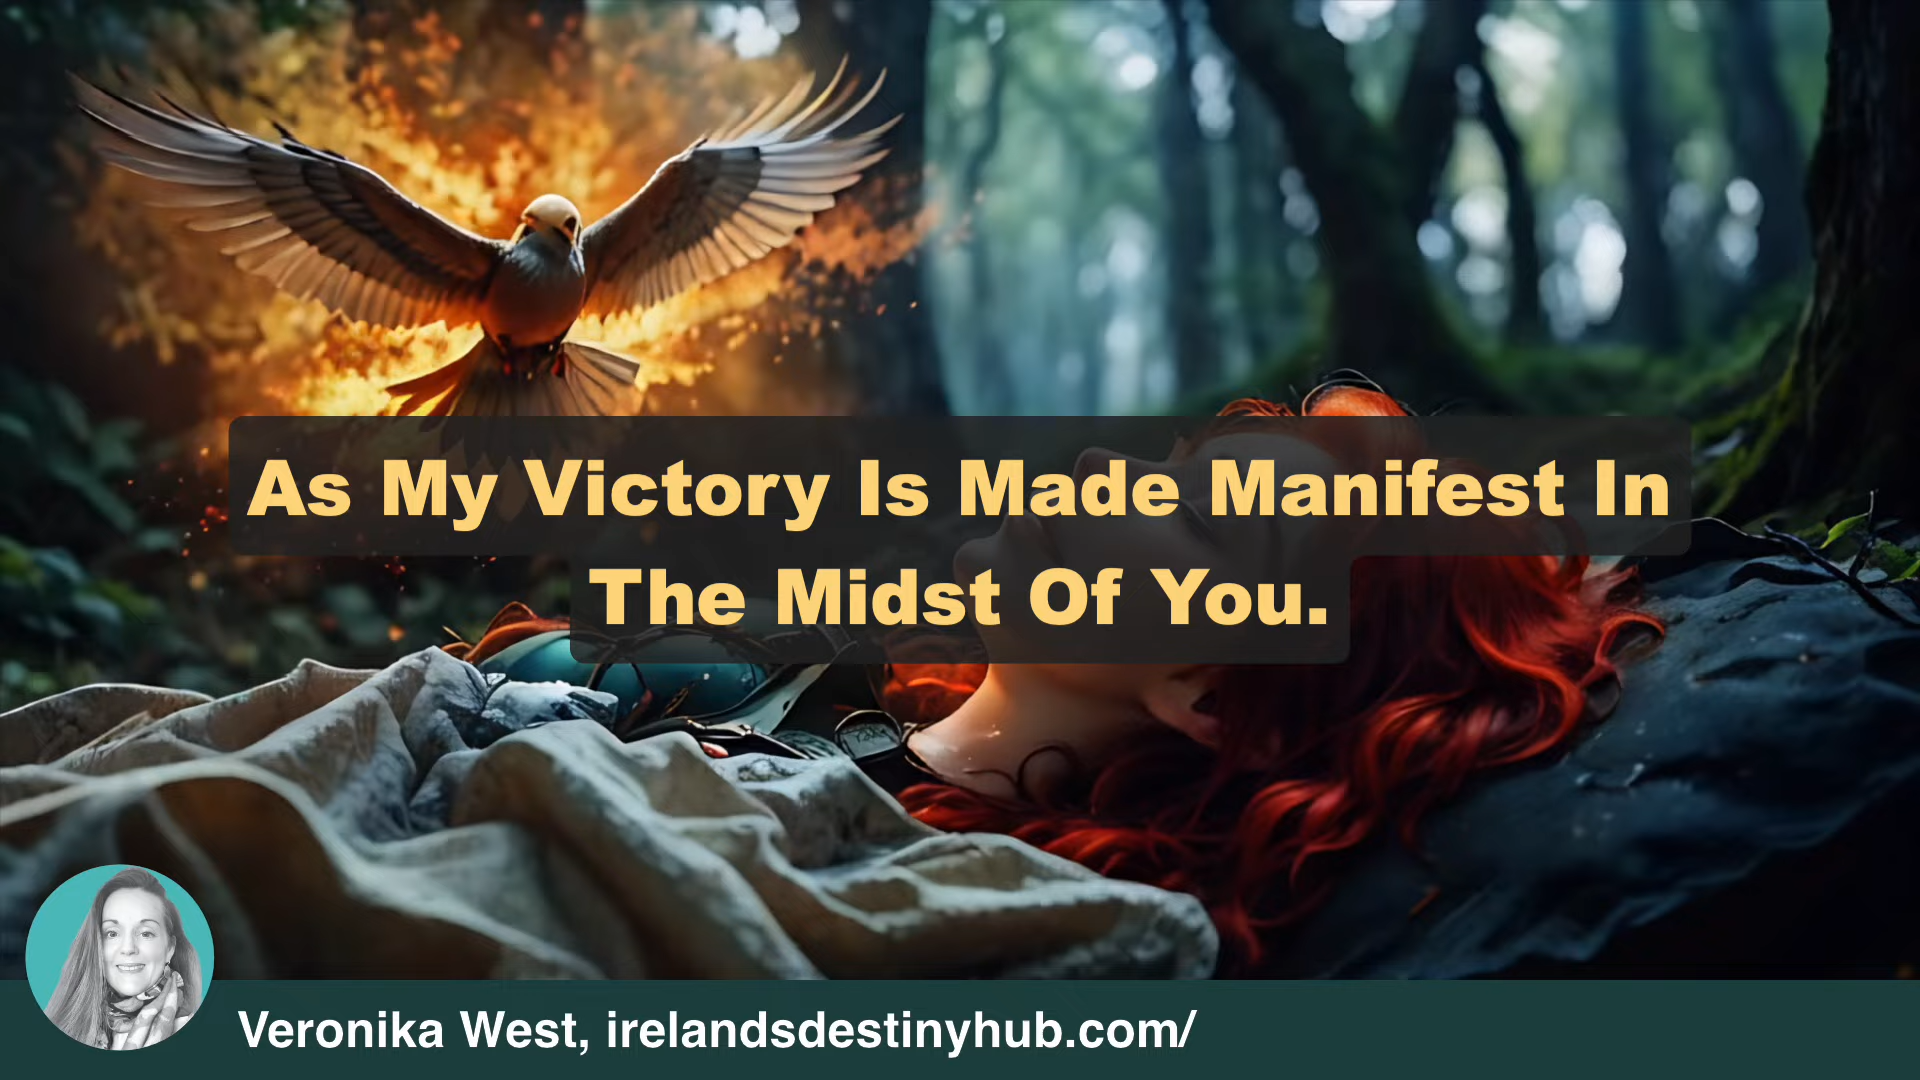 As My Victory Is Made Manifest In
The Midst Of You.
Veronika West, irelandsdestinyhub.com/